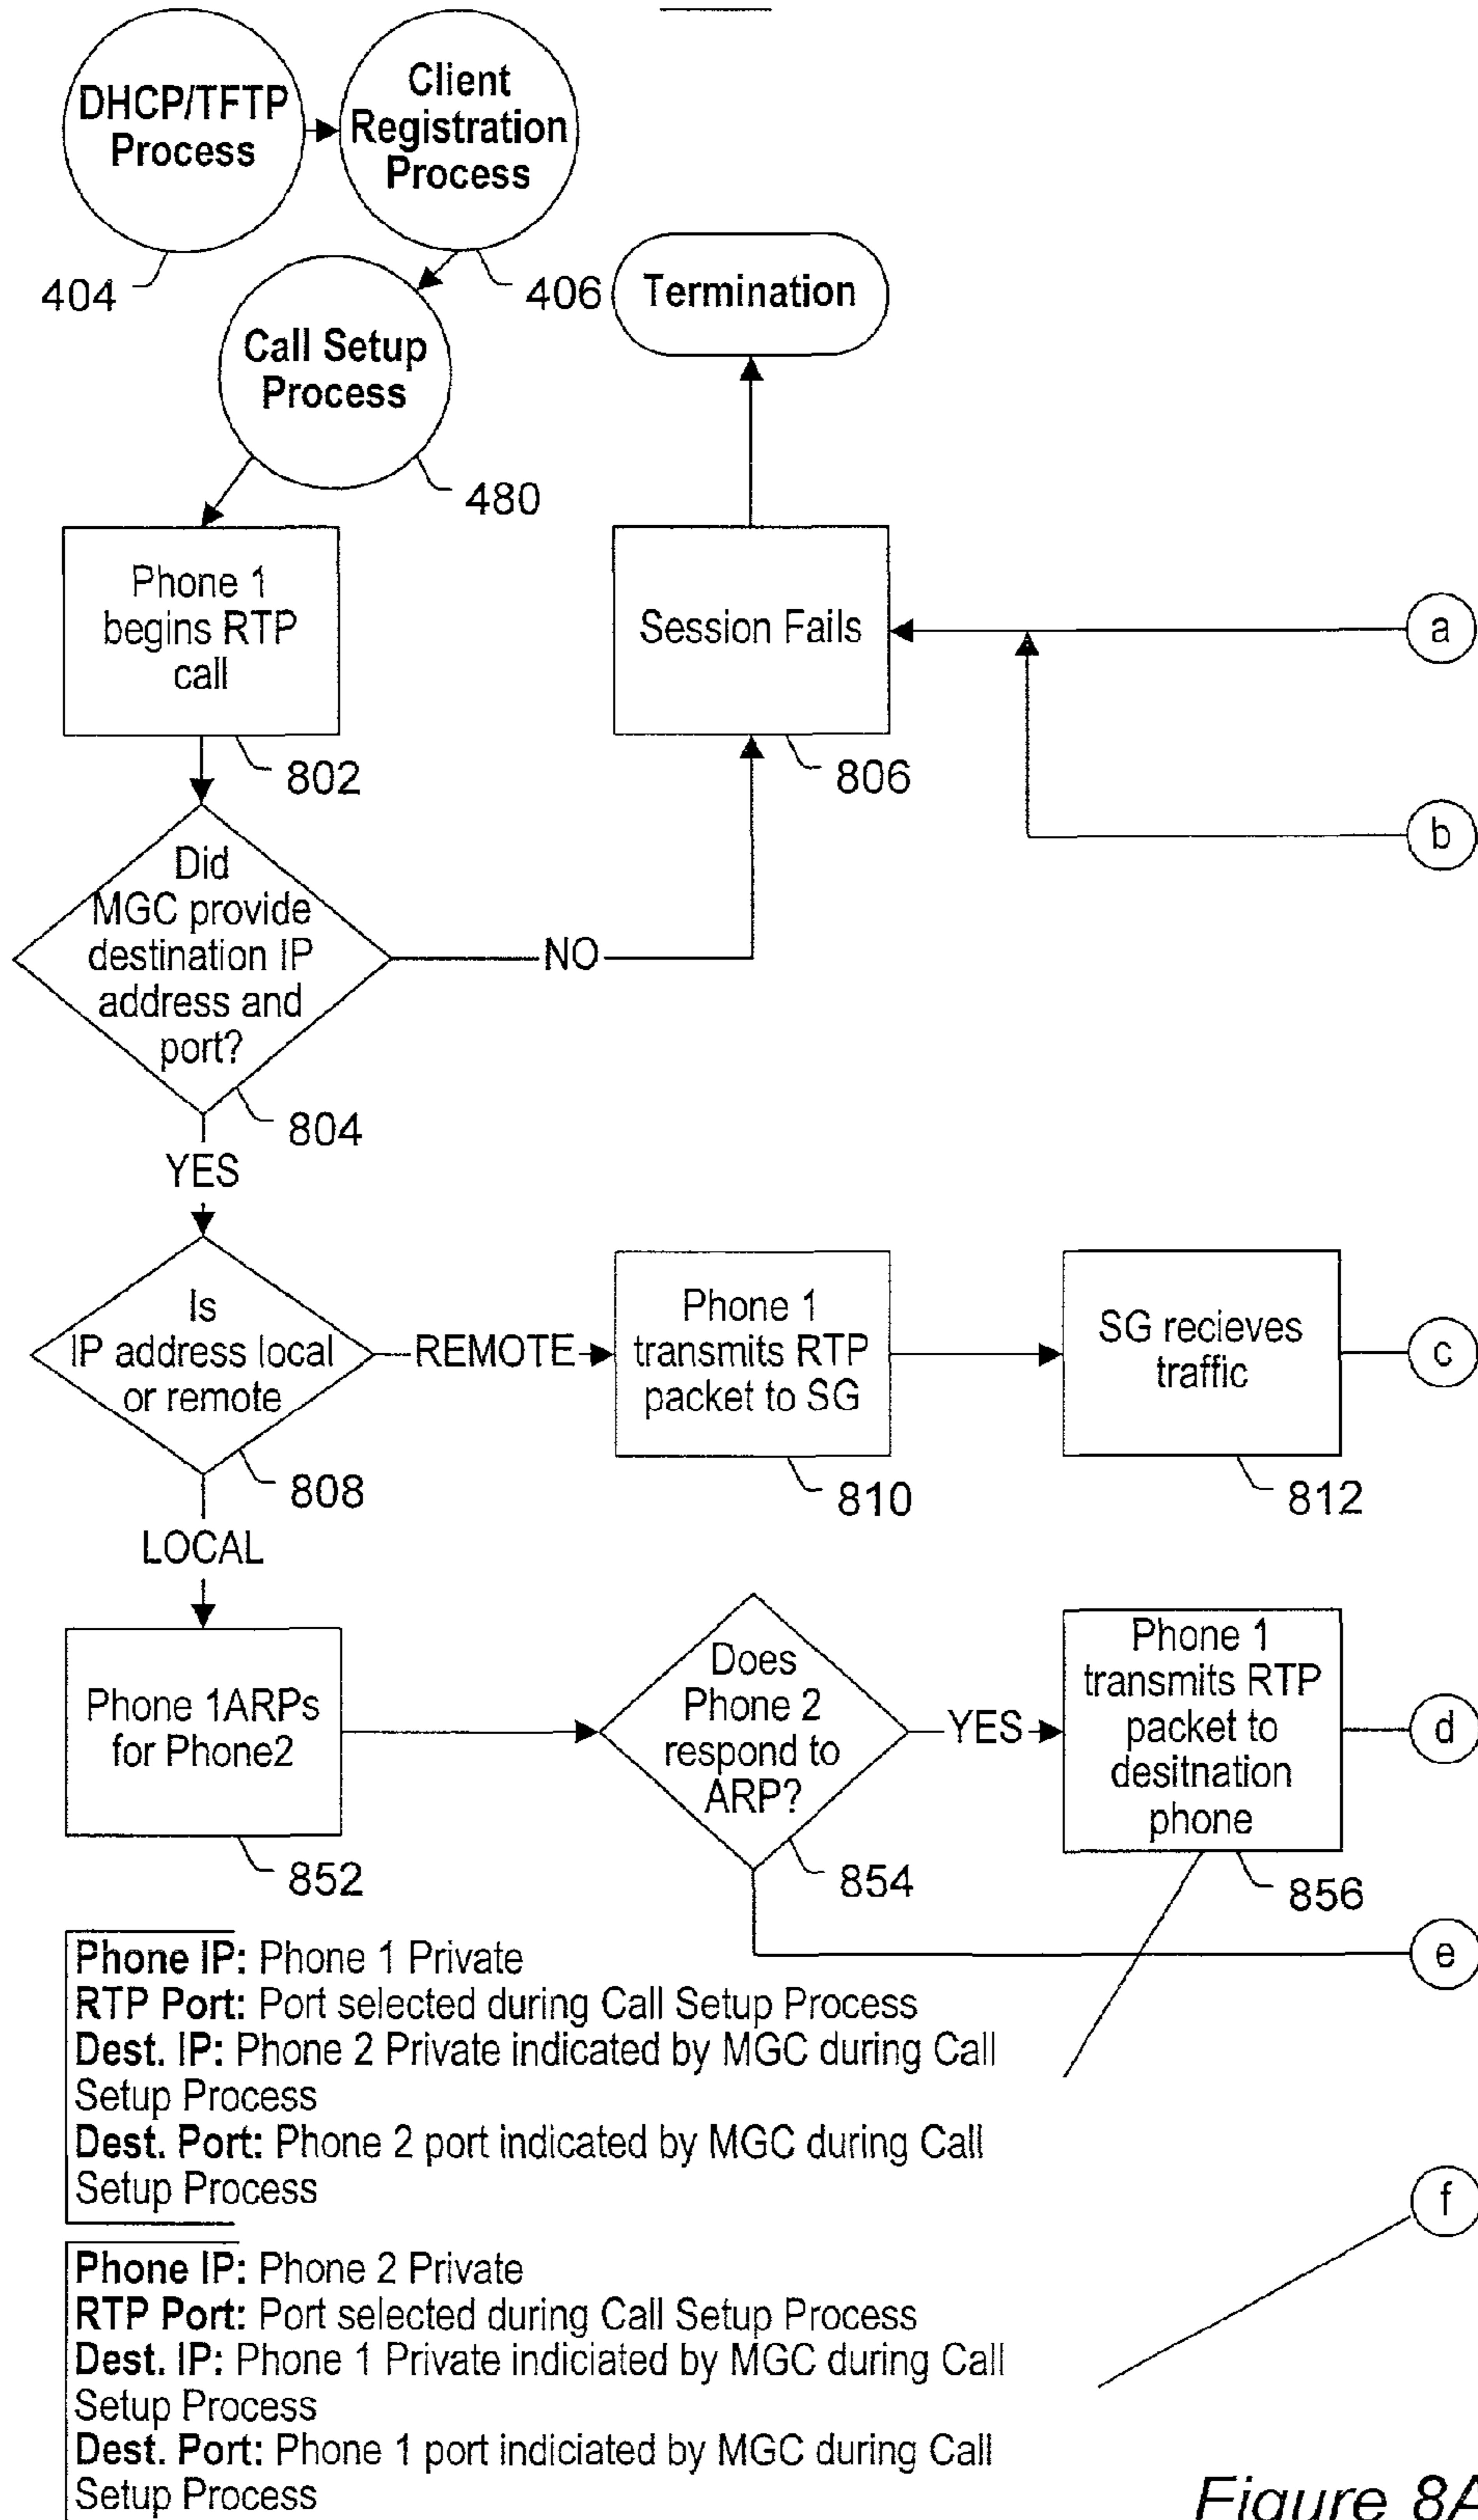 DHCP/TFTP
Process
404
Client
Registration
Process
406
Call Setup
Process
480
Termination
Phone 1
begins RTP
call
802
Session Fails
806
a
b
Did
MGC provide
destination IP
address and
port?
804
NO
YES
Is
IP address local
or remote
808
REMOTE
Phone 1
transmits RTP
packet to SG
810
SG recieves
traffic
812
c
LOCAL
Phone 1ARPs
for Phone2
852
Does
Phone 2
respond to
ARP?
854
YES
Phone 1
transmits RTP
packet to
desitnation
phone
856
d
e
Phone IP: Phone 1 Private
RTP Port: Port selected during Call Setup Process
Dest. IP: Phone 2 Private indicated by MGC during Call
Setup Process
Dest. Port: Phone 2 port indicated by MGC during Call
Setup Process
f
Phone IP: Phone 2 Private
RTP Port: Port selected during Call Setup Process
Dest. IP: Phone 1 Private indiciated by MGC during Call
Setup Process
Dest. Port: Phone 1 port indiciated by MGC during Call
Setup Process
Figure 8A